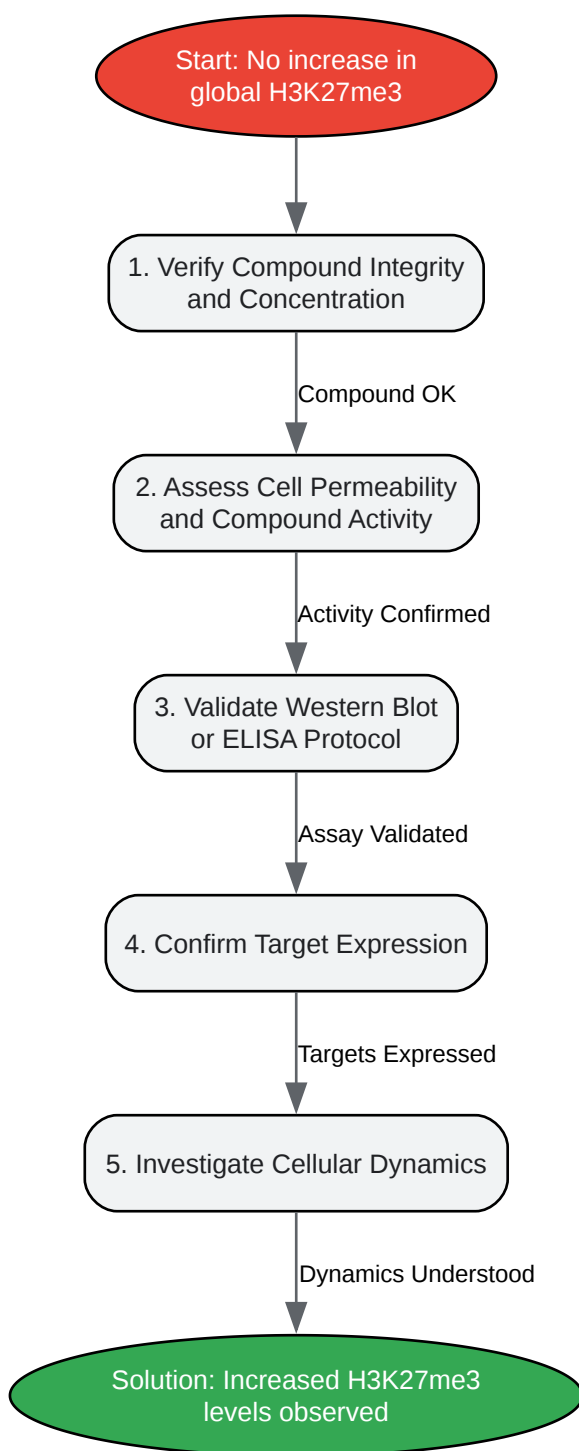 Start: No increase in
global H3K27me3
1. Verify Compound Integrity
and Concentration
Compound OK
2. Assess Cell Permeability
and Compound Activity
Activity Confirmed
3. Validate Western Blot
or ELISA Protocol
Assay Validated
4. Confirm Target Expression
Targets Expressed
5. Investigate Cellular Dynamics
Dynamics Understood
Solution: Increased H3K27me3
levels observed